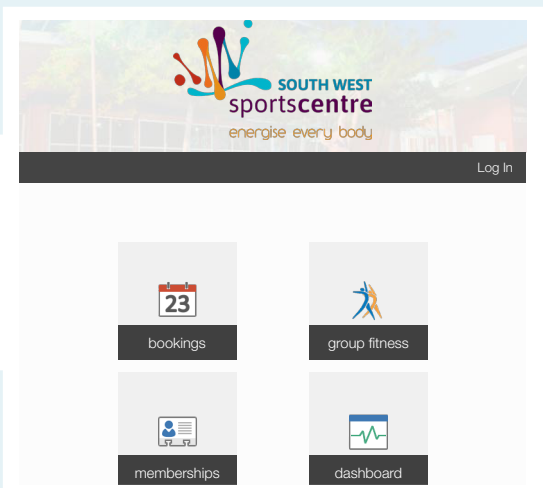 SOUTH WEST
sportscentre
energise every body
Log In
23
bookings
group fitness
memberships
dashboard